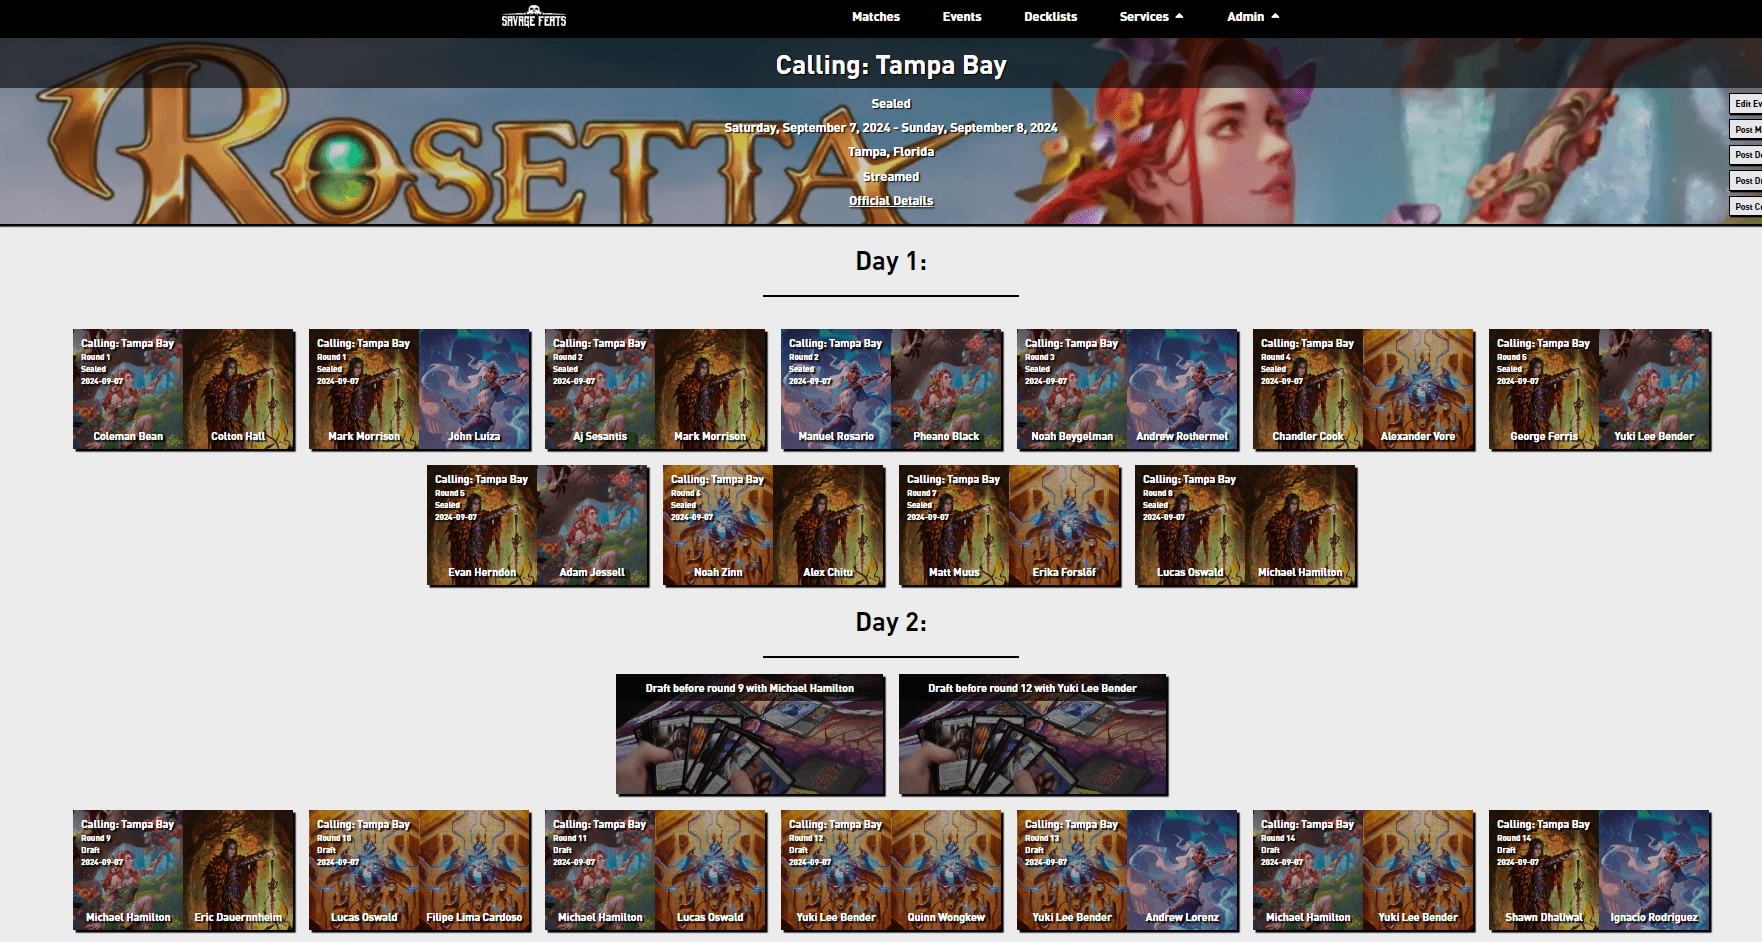 SAVAGE FEATS
Matches
Events
Decklists
Services
Admin
ROSETTA
Calling: Tampa Bay
Sealed
Saturday, September 7, 2024 - Sunday, September 8, 2024
Tampa, Florida
Streamed
Official Details
Edit Ev
Post M
Post De
Post Dr
Post Co
Day 1:
Calling: Tampa Bay
Round 1
Sealed
2024-09-07
Coleman Bean
Colton Hall
Calling: Tampa Bay
Round 1
Sealed
2024-09-07
Mark Morrison
John Luiza
Calling: Tampa Bay
Round 2
Sealed
2024-09-07
Aj Sesantis
Mark Morrison
Calling: Tampa Bay
Round 2
Sealed
2024-09-07
Manuel Rosario
Pheano Black
Calling: Tampa Bay
Round 3
Sealed
2024-09-07
Noah Beygelman
Andrew Rothermel
Calling: Tampa Bay
Round 4
Sealed
2024-09-07
Chandler Cook
Alexander Vore
Calling: Tampa Bay
Round 5
Sealed
2024-09-07
George Ferris
Yuki Lee Bender
Calling: Tampa Bay
Round 5
Sealed
2024-09-07
Evan Herndon
Adam Jessell
Calling: Tampa Bay
Round 6
Sealed
2024-09-07
Noah Zinn
Alex Chitu
Calling: Tampa Bay
Round 7
Sealed
2024-09-07
Matt Muus
Erika Forslöf
Calling: Tampa Bay
Round 8
Sealed
2024-09-07
Lucas Oswald
Michael Hamilton
Day 2:
Draft before round 9 with Michael Hamilton
Draft before round 12 with Yuki Lee Bender
Calling: Tampa Bay
Round 9
Draft
2024-09-07
Michael Hamilton
Eric Dauernnheim
Calling: Tampa Bay
Round 10
Draft
2024-09-07
Lucas Oswald
Filipe Lima Cardoso
Calling: Tampa Bay
Round 11
Draft
2024-09-07
Michael Hamilton
Lucas Oswald
Calling: Tampa Bay
Round 12
Draft
2024-09-07
Yuki Lee Bender
Quinn Wongkew
Calling: Tampa Bay
Round 13
Draft
2024-09-07
Yuki Lee Bender
Andrew Lorenz
Calling: Tampa Bay
Round 14
Draft
2024-09-07
Michael Hamilton
Yuki Lee Bender
Calling: Tampa Bay
Round 14
Draft
2024-09-07
Shawn Dhaliwal
Ignacio Rodriguez